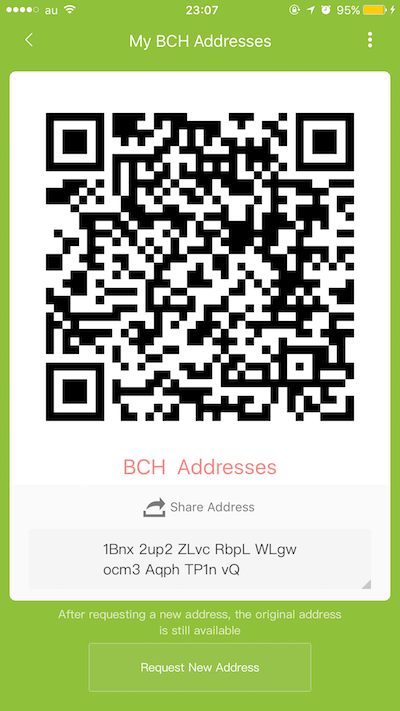 au 23:07 95%
My BCH Addresses
BCH Addresses
Share Address
1Bnx 2up2 ZLvc RbpL WLgw
ocm3 Aqph TP1n vQ
After requesting a new address, the original address
is still available
Request New Address